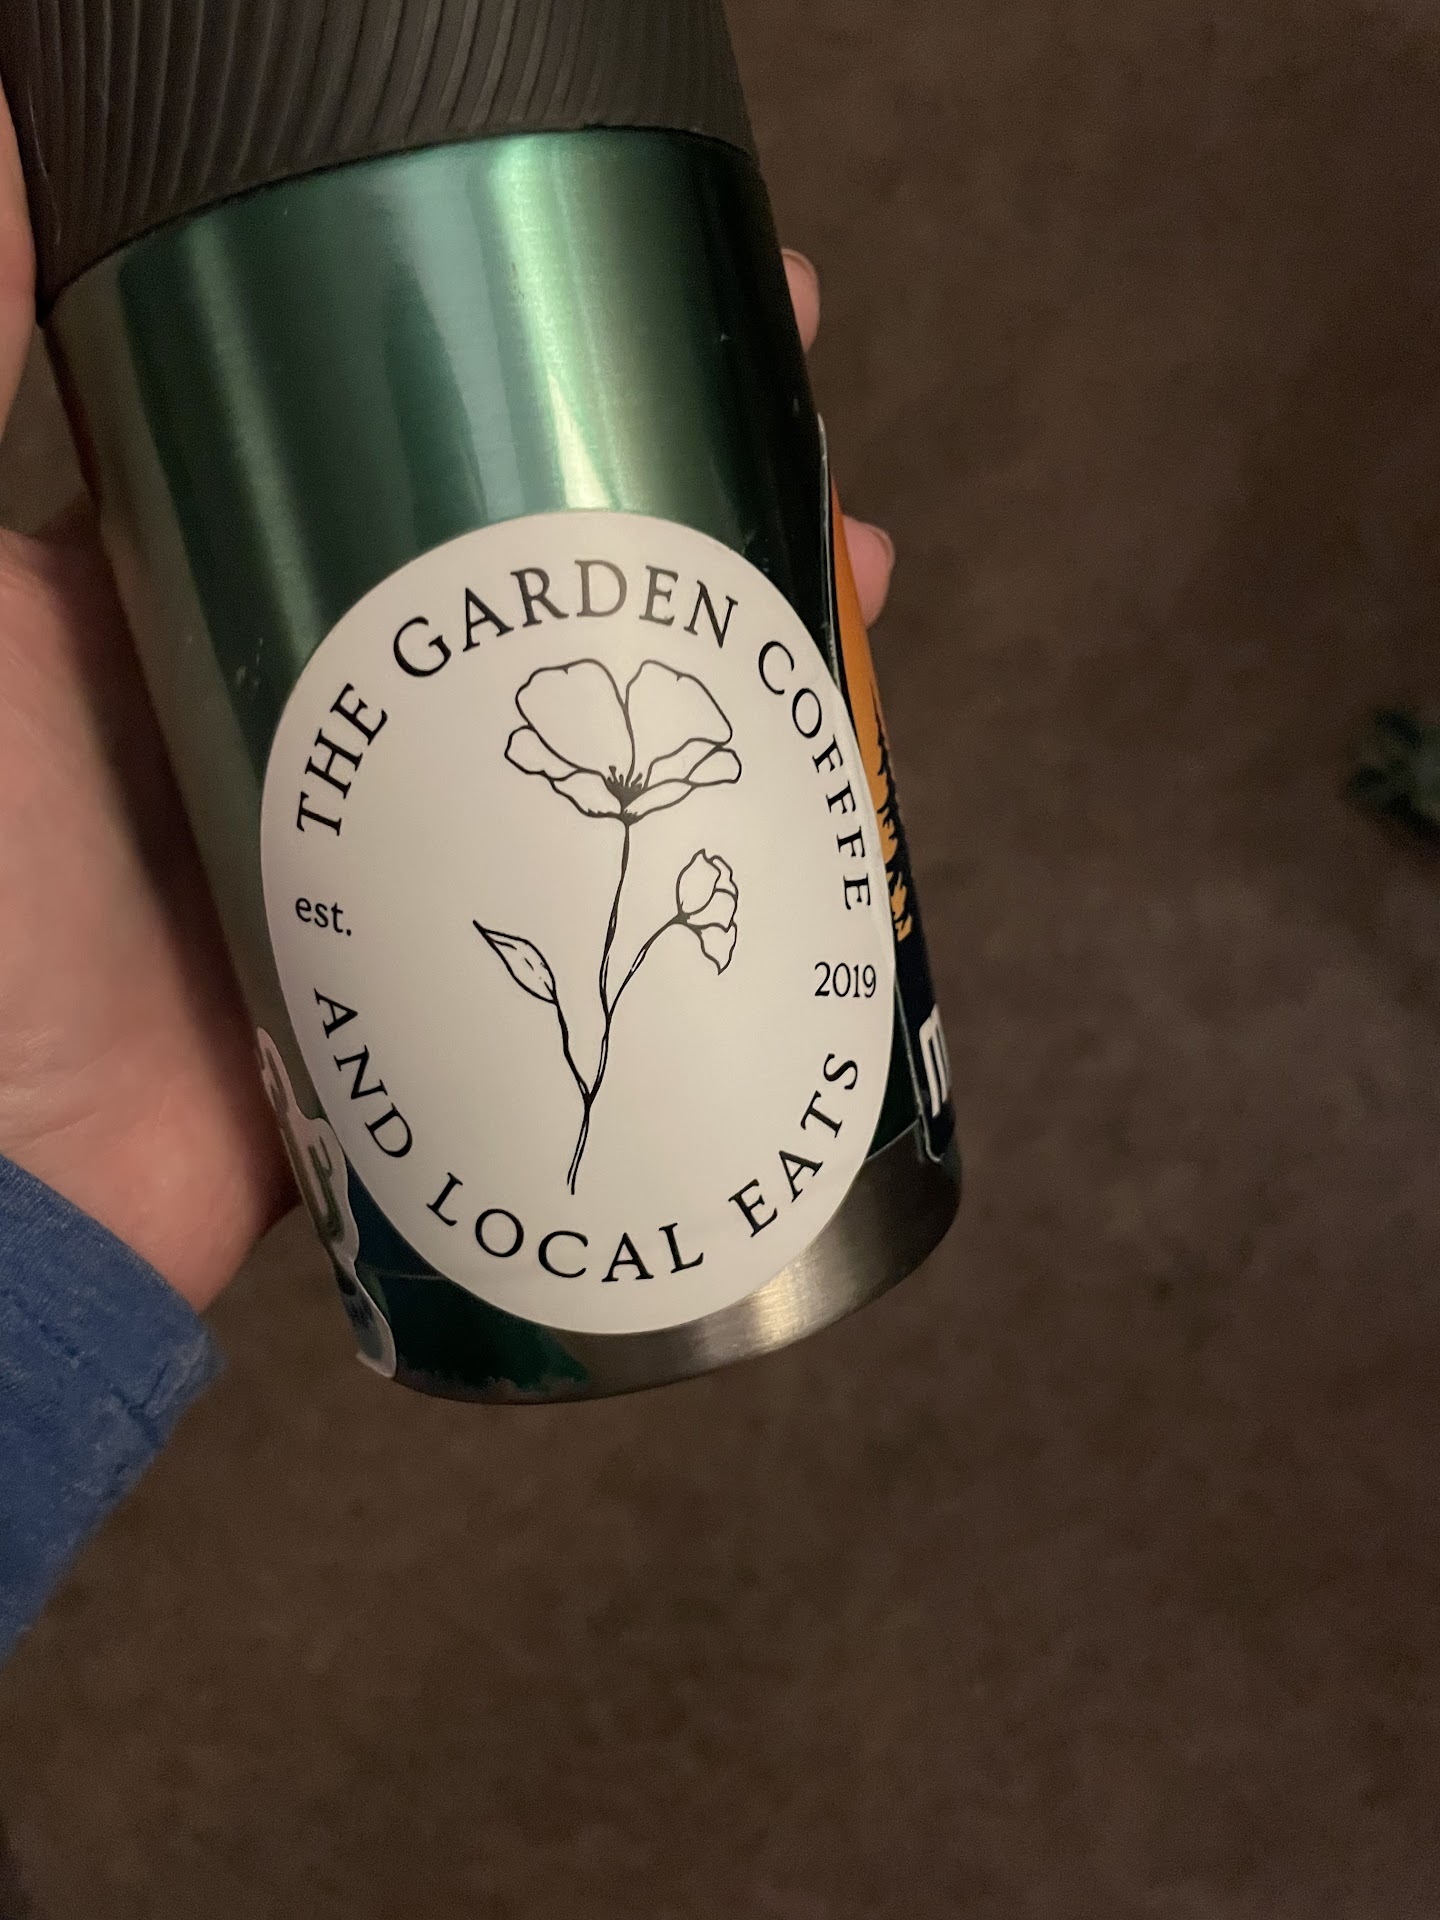 THE GARDEN COFFEE
est. 2019
AND LOCAL EATS